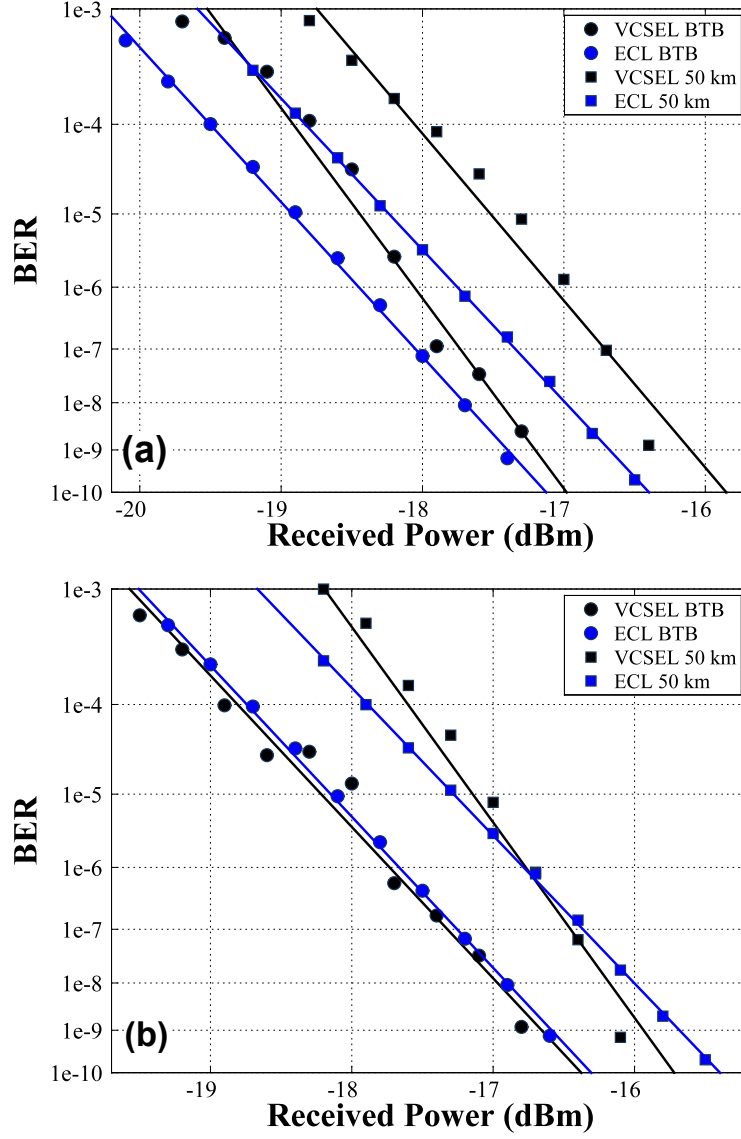 1e-3
1e-4
1e-5
1e-6
1e-7
1e-8
1e-9
1e-10
BER
VCSEL BTB
ECL BTB
VCSEL 50 km
ECL 50 km
(a)
-20 -19 -18 -17 -16
Received Power (dBm)
1e-3
1e-4
1e-5
1e-6
1e-7
1e-8
1e-9
1e-10
BER
VCSEL BTB
ECL BTB
VCSEL 50 km
ECL 50 km
(b)
-19 -18 -17 -16
Received Power (dBm)